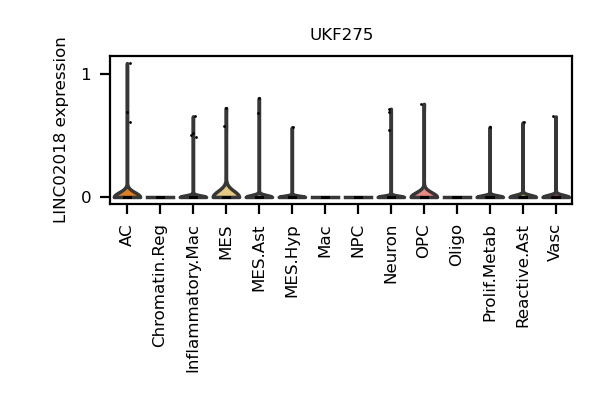 UKF275
LINC02018 expression
1
0
AC
Chromatin.Reg
Inflammatory.Mac
MES
MES.Ast
MES.Hyp
Mac
NPC
Neuron
OPC
Oligo
Prolif.Metab
Reactive.Ast
Vasc